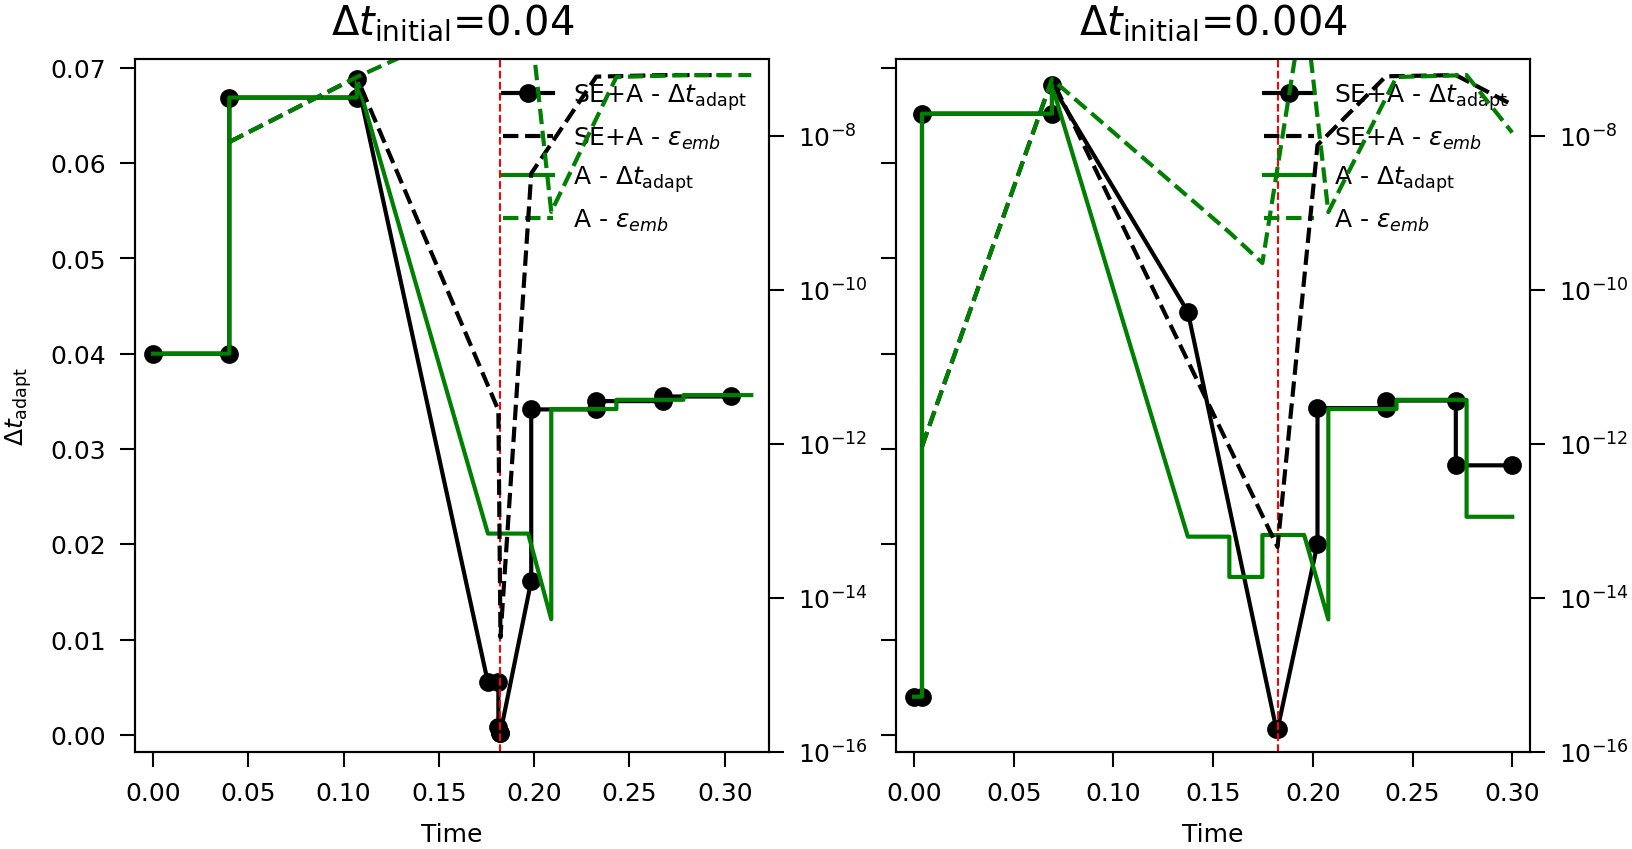 Δt_initial=0.04
Δt_initial=0.004
0.07
0.06
0.05
0.04
0.03
0.02
0.01
0.00
Δt_adapt
SE+A - Δt_adapt
SE+A - ε_emb
A - Δt_adapt
A - ε_emb
10⁻⁸
10⁻¹⁰
10⁻¹²
10⁻¹⁴
10⁻¹⁶
0.00 0.05 0.10 0.15 0.20 0.25 0.30
Time
SE+A - Δt_adapt
SE+A - ε_emb
A - Δt_adapt
A - ε_emb
10⁻⁸
10⁻¹⁰
10⁻¹²
10⁻¹⁴
10⁻¹⁶
0.00 0.05 0.10 0.15 0.20 0.25 0.30
Time